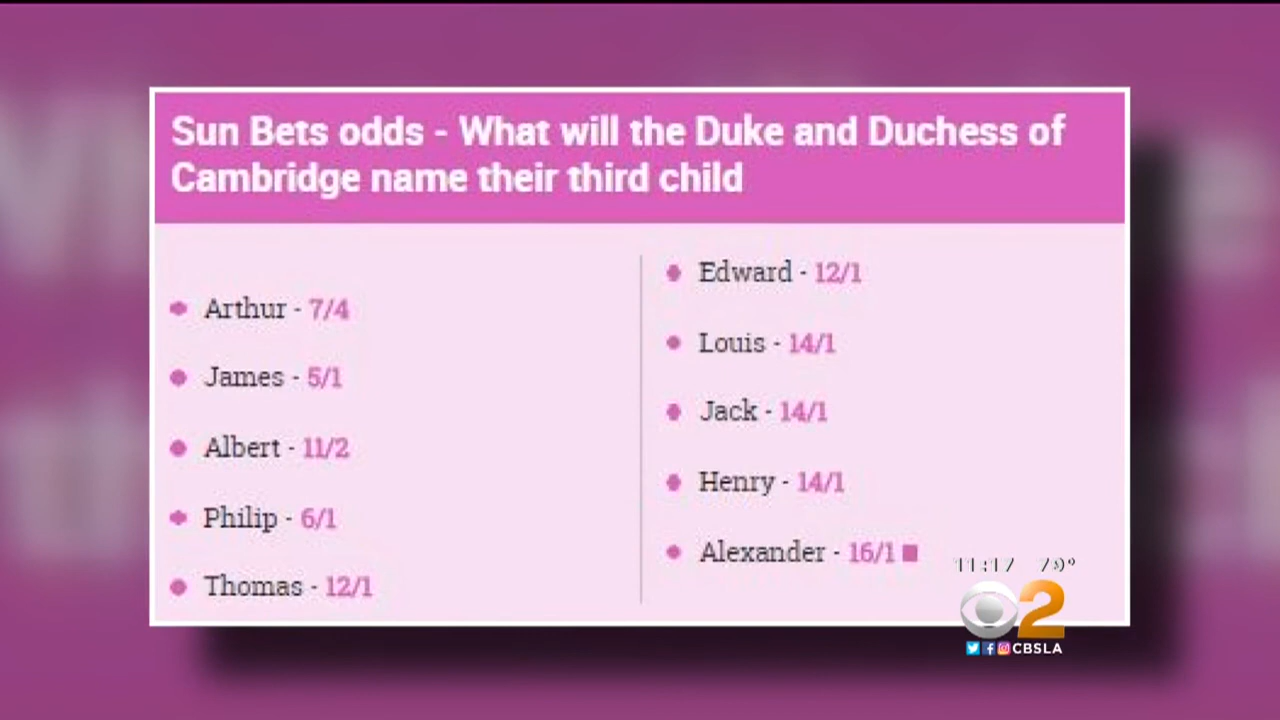 Sun Bets odds - What will the Duke and Duchess of
Cambridge name their third child
Arthur - 7/4
James - 5/1
Albert - 11/2
Philip - 6/1
Thomas - 12/1
Edward - 12/1
Louis - 14/1
Jack - 14/1
Henry - 14/1
Alexander - 16/1
11:17 70°
2
CBSLA